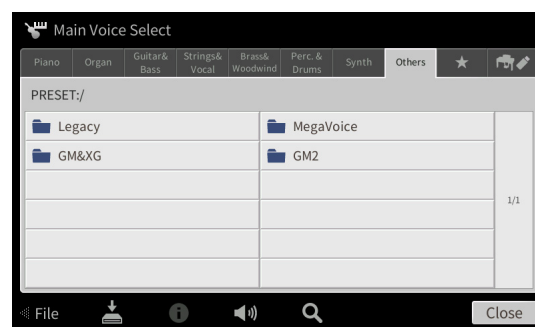 Main Voice Select
Piano
Organ
Guitar&
Bass
Strings&
Vocal
Brass&
Woodwind
Perc. &
Drums
Synth
Others
PRESET:/
Legacy
MegaVoice
GM&XG
GM2
1/1
File
Close